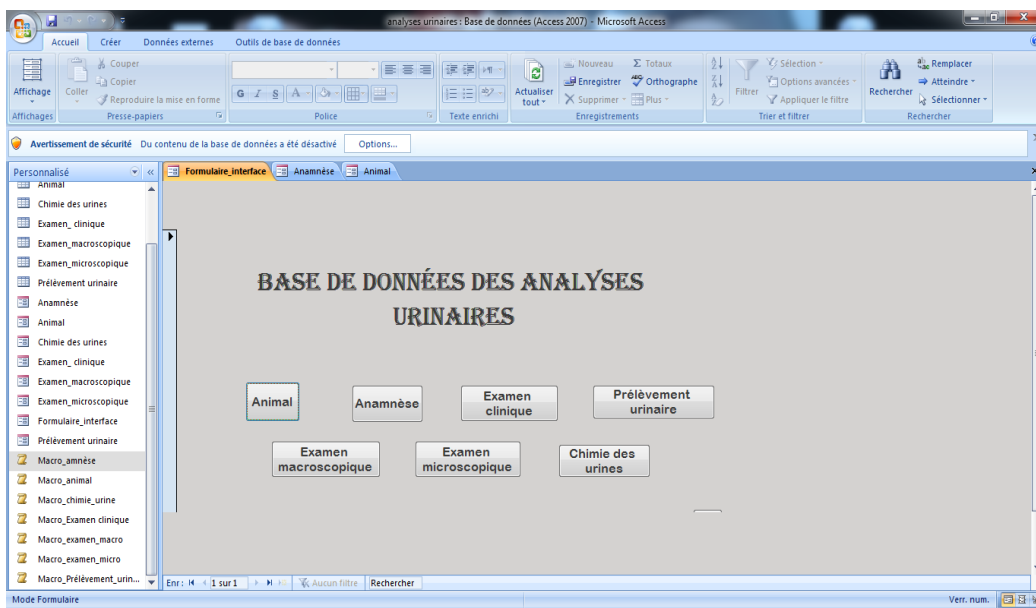 analyses urinaires : Base de données (Access 2007) - Microsoft Access
Accueil Créer Données externes Outils de base de données
Affichage
Affichages
Coller
Couper
Copier
Reproduire la mise en forme
Presse-papiers
G I S A
Police
Texte enrichi
Actualiser tout
Nouveau
Enregistrer
Supprimer
Totaux
Orthographe
Plus
Enregistrements
Filtrer
Sélection
Options avancées
Appliquer le filtre
Trier et filtrer
Rechercher
Remplacer
Atteindre
Sélectionner
Rechercher
Avertissement de sécurité Du contenu de la base de données a été désactivé Options...
Personnalisé
Animal
Chimie des urines
Examen_ clinique
Examen_macroscopique
Examen_microscopique
Prélèvement urinaire
Anamnèse
Animal
Chimie des urines
Examen_ clinique
Examen_macroscopique
Examen_microscopique
Formulaire_interface
Prélèvement urinaire
Macro_amnèse
Macro_animal
Macro_chimie_urine
Macro_Examen clinique
Macro_examen_macro
Macro_examen_micro
Macro_Prélèvement_urin...
Formulaire_interface Anamnèse Animal
BASE DE DONNÉES DES ANALYSES
URINAIRES
Animal
Anamnèse
Examen
clinique
Prélèvement
urinaire
Examen
macroscopique
Examen
microscopique
Chimie des
urines
Enr : 1 sur 1 Aucun filtre Rechercher
Mode Formulaire Verr. num.